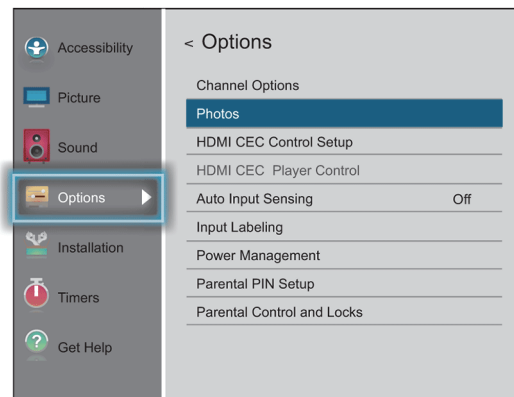 Accessibility
Picture
Sound
Options
Installation
Timers
Get Help
< Options
Channel Options
Photos
HDMI CEC Control Setup
HDMI CEC Player Control
Auto Input Sensing Off
Input Labeling
Power Management
Parental PIN Setup
Parental Control and Locks